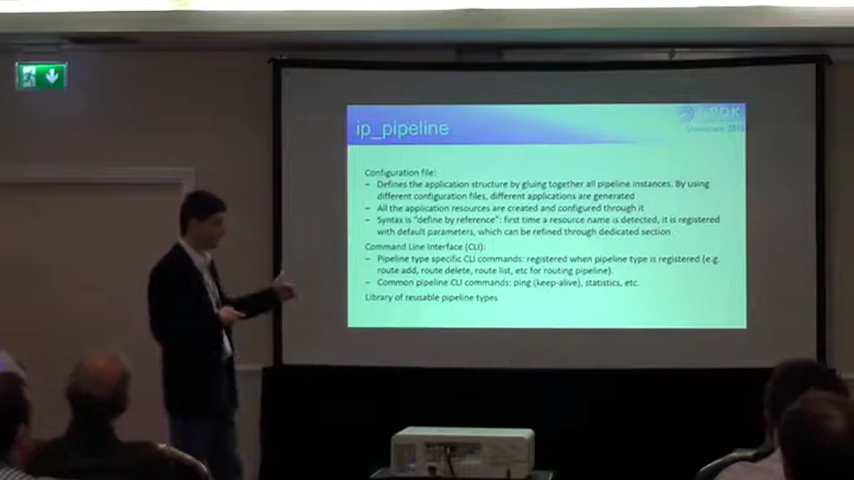 ip_pipeline
DPDK
Configuration file:
– Defines the application structure by gluing together all pipeline instances. By using
different configuration files, different applications are generated
– All the application resources are created and configured through it
– Syntax is "define by reference": first time a resource name is detected, it is registered
with default parameters, which can be refined through dedicated section
Command Line Interface (CLI):
– Pipeline type specific CLI commands: registered when pipeline type is registered (e.g.
route add, route delete, route list, etc for routing pipeline).
– Common pipeline CLI commands: ping (keep-alive), statistics, etc.
Library of reusable pipeline types